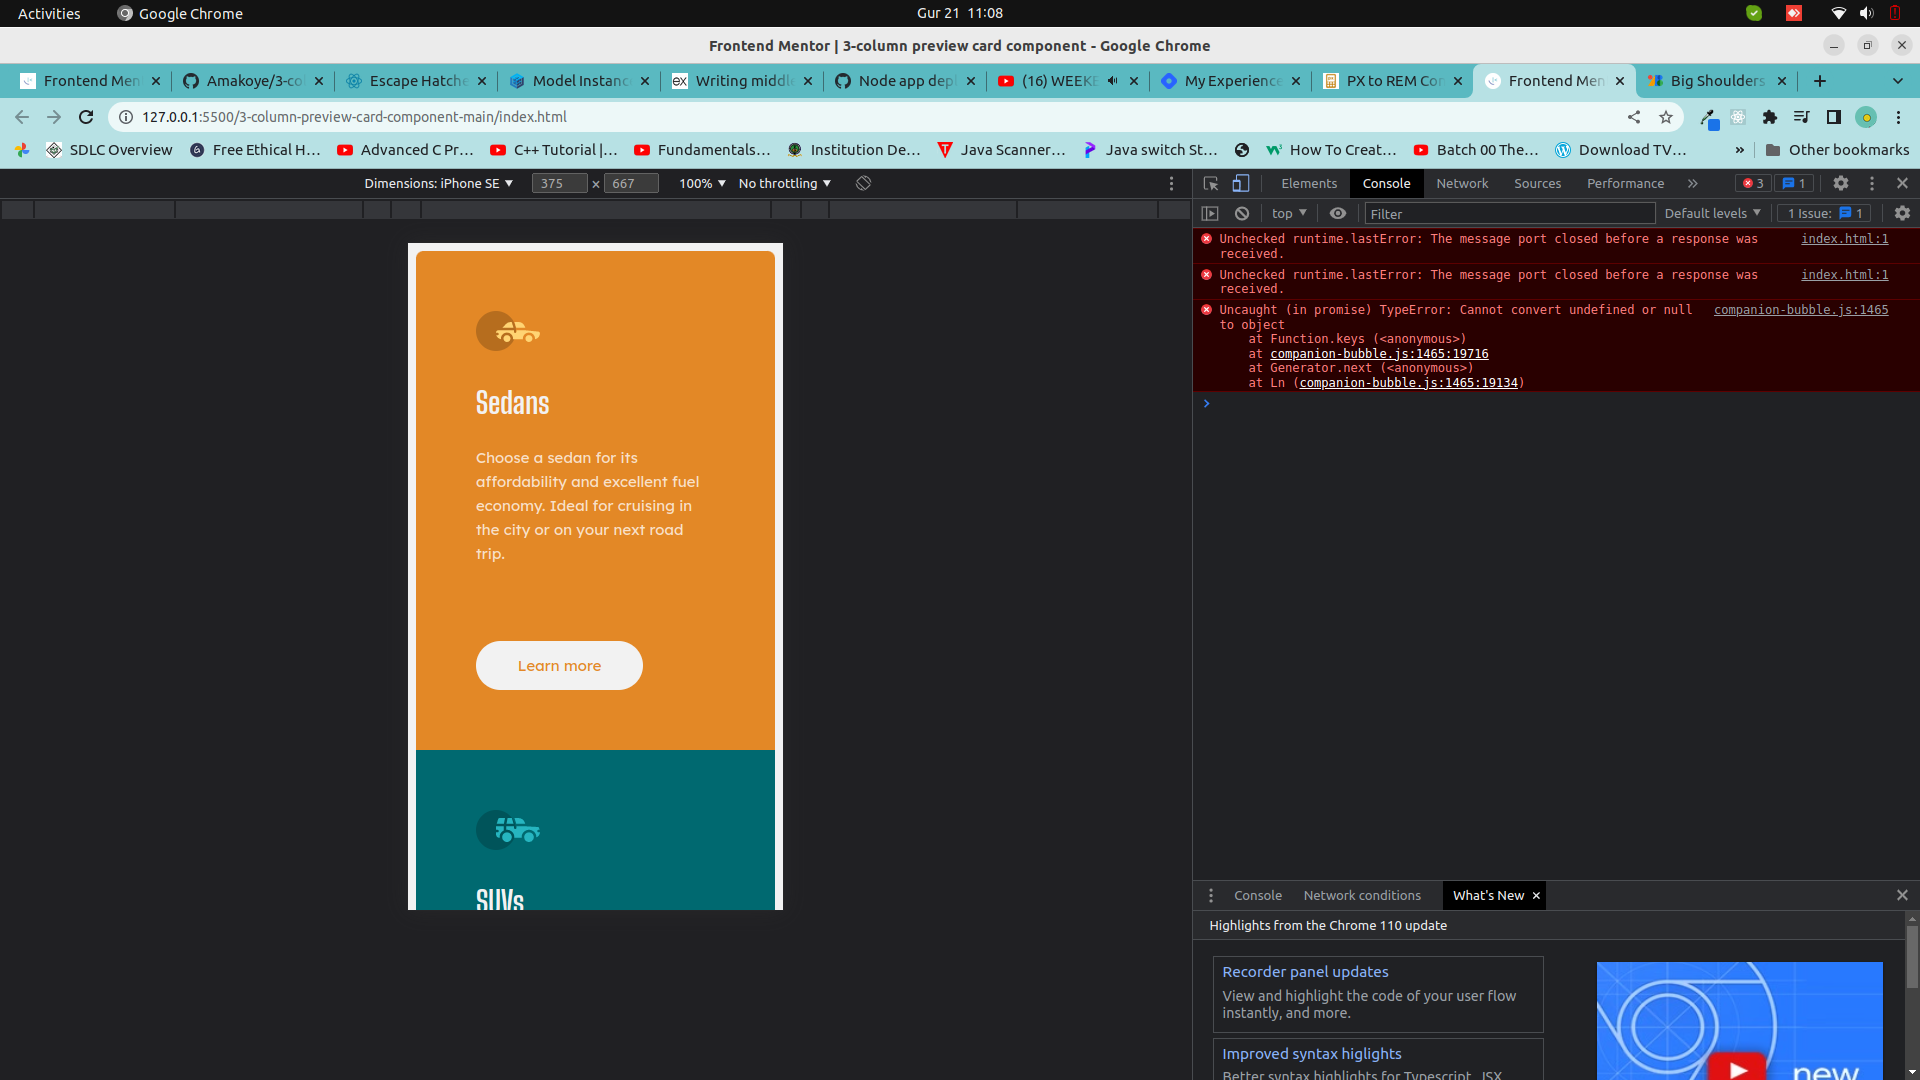 Activities
Google Chrome
Gur 21 11:08
Frontend Mentor | 3-column preview card component - Google Chrome
Frontend Men
Amakoye/3-co
Escape Hatche
Model Instanc
Writing middle
Node app depl
(16) WEEKE
My Experience
PX to REM Con
Frontend Men
Big Shoulders
127.0.0.1:5500/3-column-preview-card-component-main/index.html
SDLC Overview
Free Ethical H...
Advanced C Pr...
C++ Tutorial |...
Fundamentals...
Institution De...
Java Scanner...
Java switch St...
How To Creat...
Batch 00 The...
Download TV...
»
Other bookmarks
Dimensions: iPhone SE
375 × 667
100%
No throttling
Elements
Console
Network
Sources
Performance
»
3
1
top
Filter
Default levels
1 Issue: 1
Unchecked runtime.lastError: The message port closed before a response was
received.
index.html:1
Unchecked runtime.lastError: The message port closed before a response was
received.
index.html:1
Uncaught (in promise) TypeError: Cannot convert undefined or null
to object
companion-bubble.js:1465
at Function.keys (<anonymous>)
at companion-bubble.js:1465:19716
at Generator.next (<anonymous>)
at Ln (companion-bubble.js:1465:19134)
Sedans
Choose a sedan for its
affordability and excellent fuel
economy. Ideal for cruising in
the city or on your next road
trip.
Learn more
SUVs
Console
Network conditions
What's New
Highlights from the Chrome 110 update
Recorder panel updates
View and highlight the code of your user flow
instantly, and more.
Improved syntax higlights
Better syntax highlights for Typescript, JSX
new